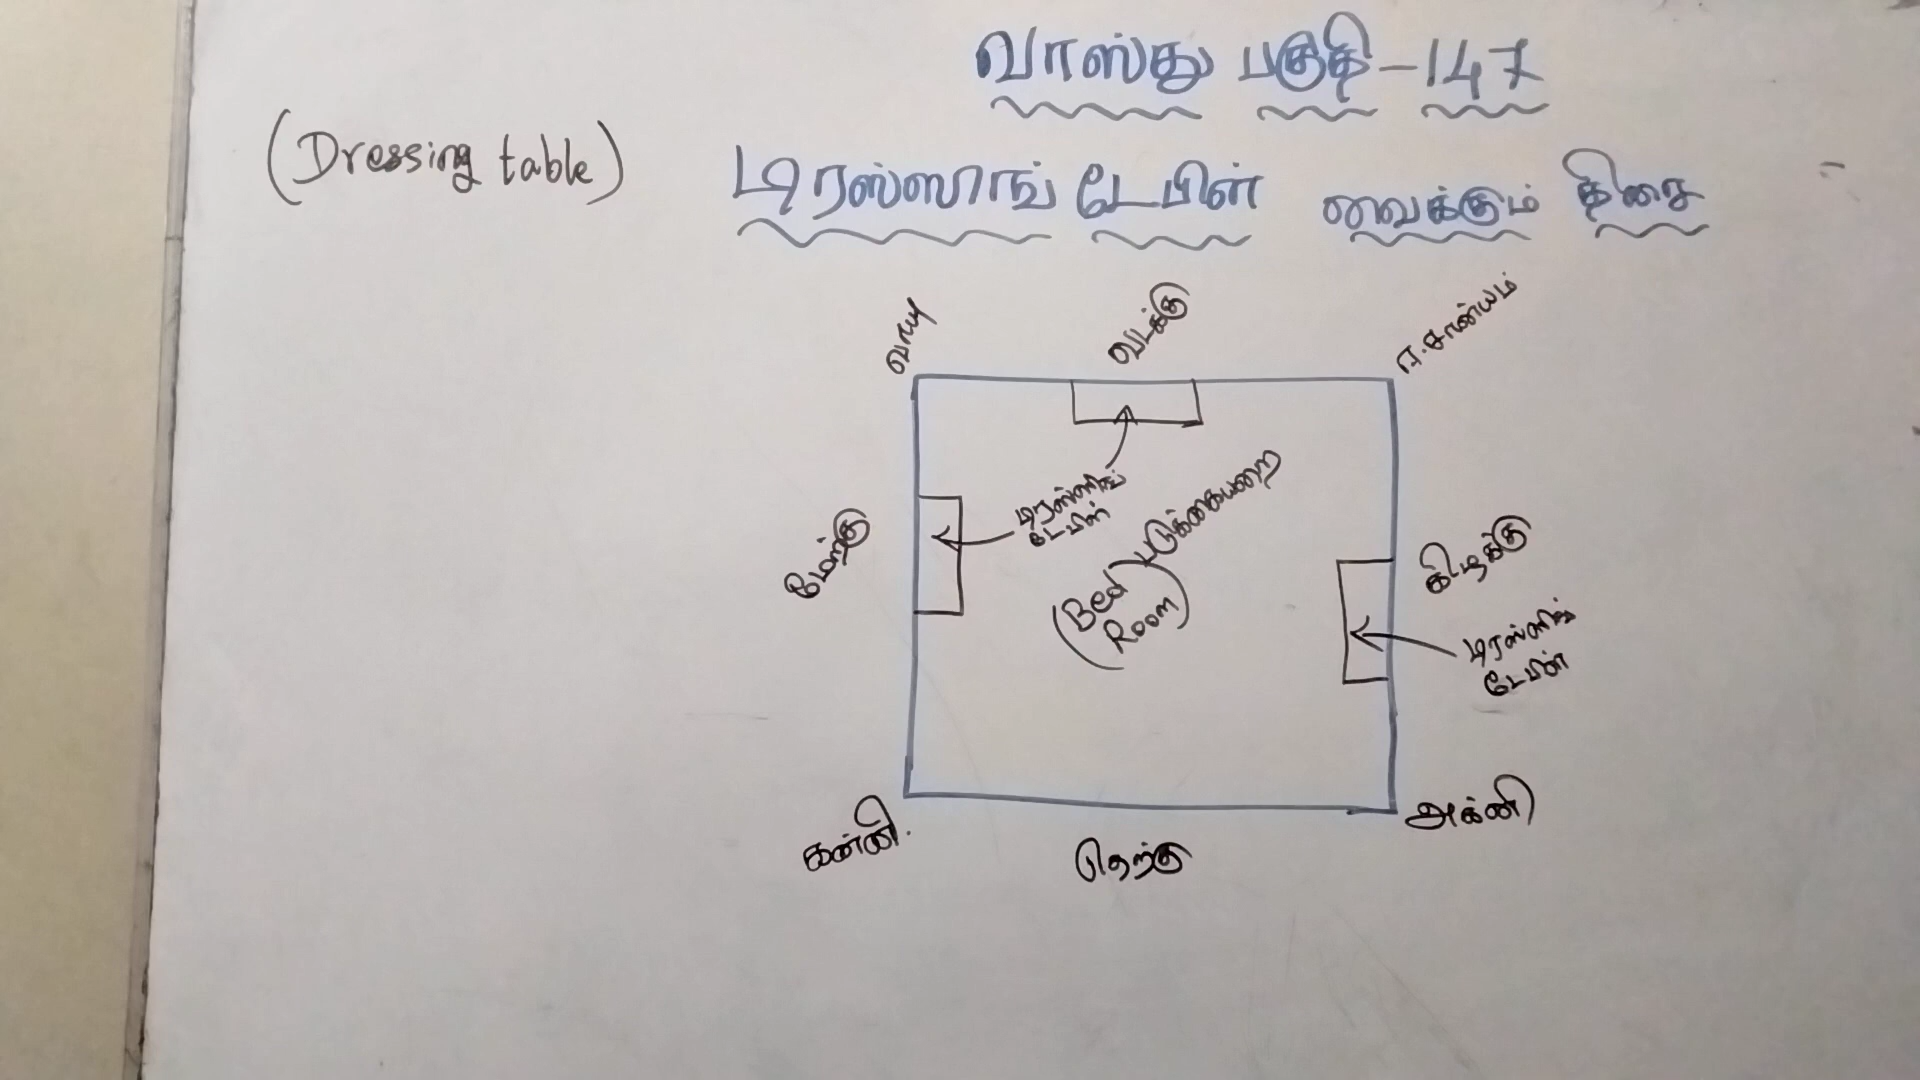 வாஸ்து பகுதி - 147
(Dressing table) டிரஸ்ஸிங் டேபிள் வைக்கும் திசை
வாயு
வடக்கு
ஈசான்யம்
டிரஸ்ஸிங்
டேபிள்
படுக்கையறை
(Bed
Room)
மேற்கு
கிழக்கு
டிரஸ்ஸிங்
டேபிள்
கன்னி.
தெற்கு
அக்னி